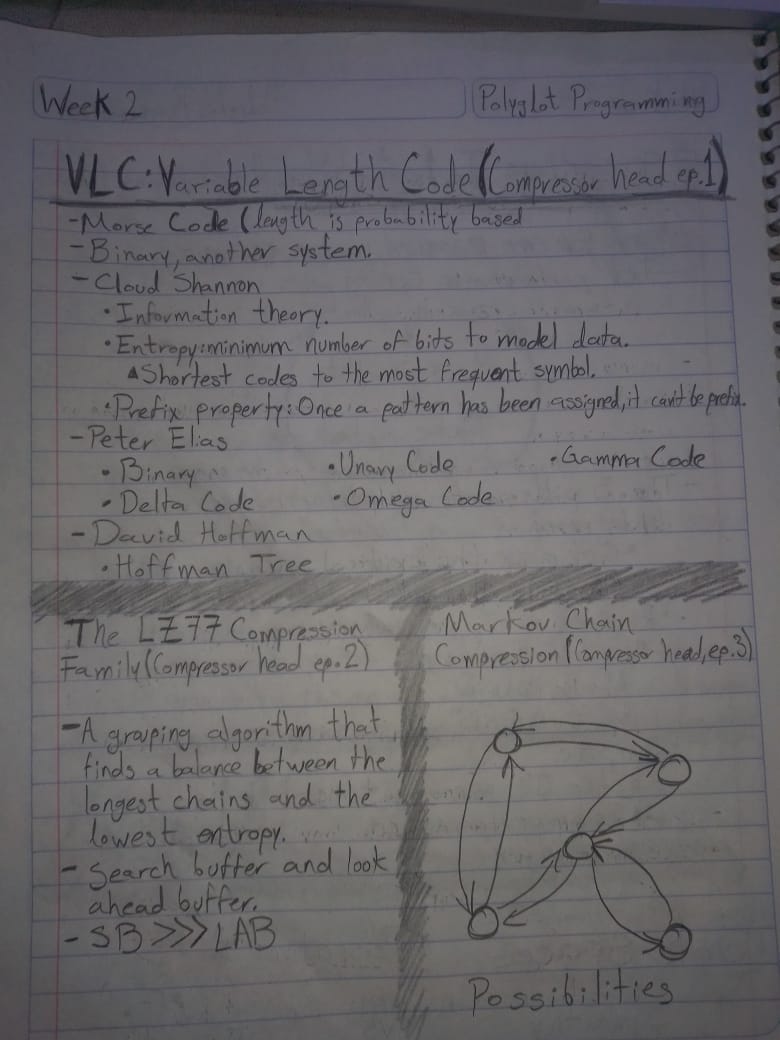 Week 2
Polyglot Programming
VLC: Variable Length Code (Compressor head ep.1)
- Morse Code (length is probability based
- Binary, another system.
- Cloud Shannon
• Information theory.
• Entropy: minimum number of bits to model data.
▲ Shortest codes to the most frequent symbol.
• Prefix property: Once a pattern has been assigned, it can't be prefix.
- Peter Elias
• Binary • Unary Code • Gamma Code
• Delta Code • Omega Code
- David Hoffman
• Hoffman Tree
The LZ77 Compression
Family (Compressor head ep. 2)
- A grouping algorithm that
finds a balance between the
longest chains and the
lowest entropy.
- Search buffer and look
ahead buffer.
- SB >>> LAB
Markov Chain
Compression (Compressor head, ep. 3)
Possibilities